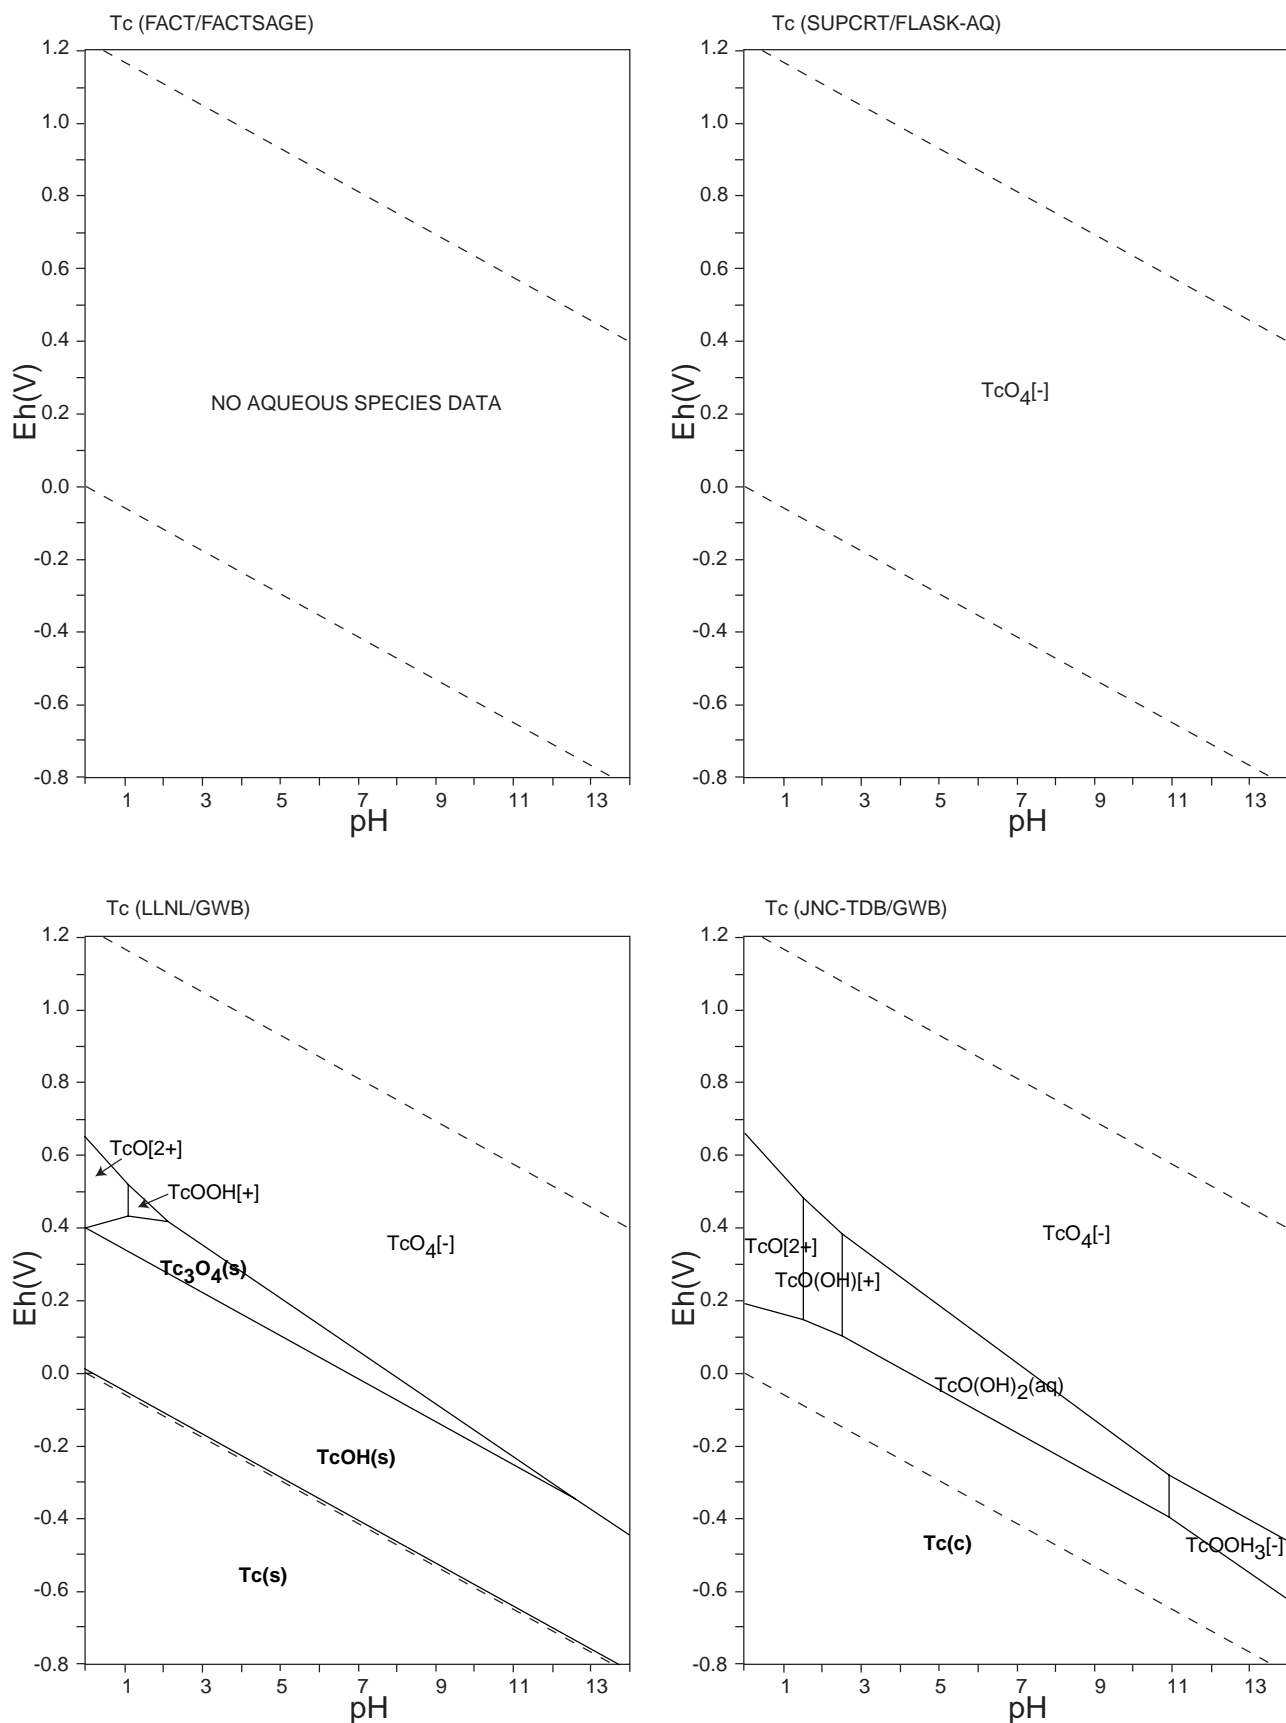 Tc (FACT/FACTSAGE)
1.2
1.0
0.8
0.6
0.4
0.2
0.0
-0.2
-0.4
-0.6
-0.8
Eh(V)
NO AQUEOUS SPECIES DATA
1 3 5 7 9 11 13
pH
Tc (SUPCRT/FLASK-AQ)
1.2
1.0
0.8
0.6
0.4
0.2
0.0
-0.2
-0.4
-0.6
-0.8
Eh(V)
TcO4[-]
1 3 5 7 9 11 13
pH
Tc (LLNL/GWB)
1.2
1.0
0.8
0.6
0.4
0.2
0.0
-0.2
-0.4
-0.6
-0.8
Eh(V)
TcO[2+]
TcOOH[+]
TcO4[-]
Tc3O4(s)
TcOH(s)
Tc(s)
1 3 5 7 9 11 13
pH
Tc (JNC-TDB/GWB)
1.2
1.0
0.8
0.6
0.4
0.2
0.0
-0.2
-0.4
-0.6
-0.8
Eh(V)
TcO4[-]
TcO[2+]
TcO(OH)[+]
TcO(OH)2(aq)
Tc(c)
TcOOH3[-]
1 3 5 7 9 11 13
pH